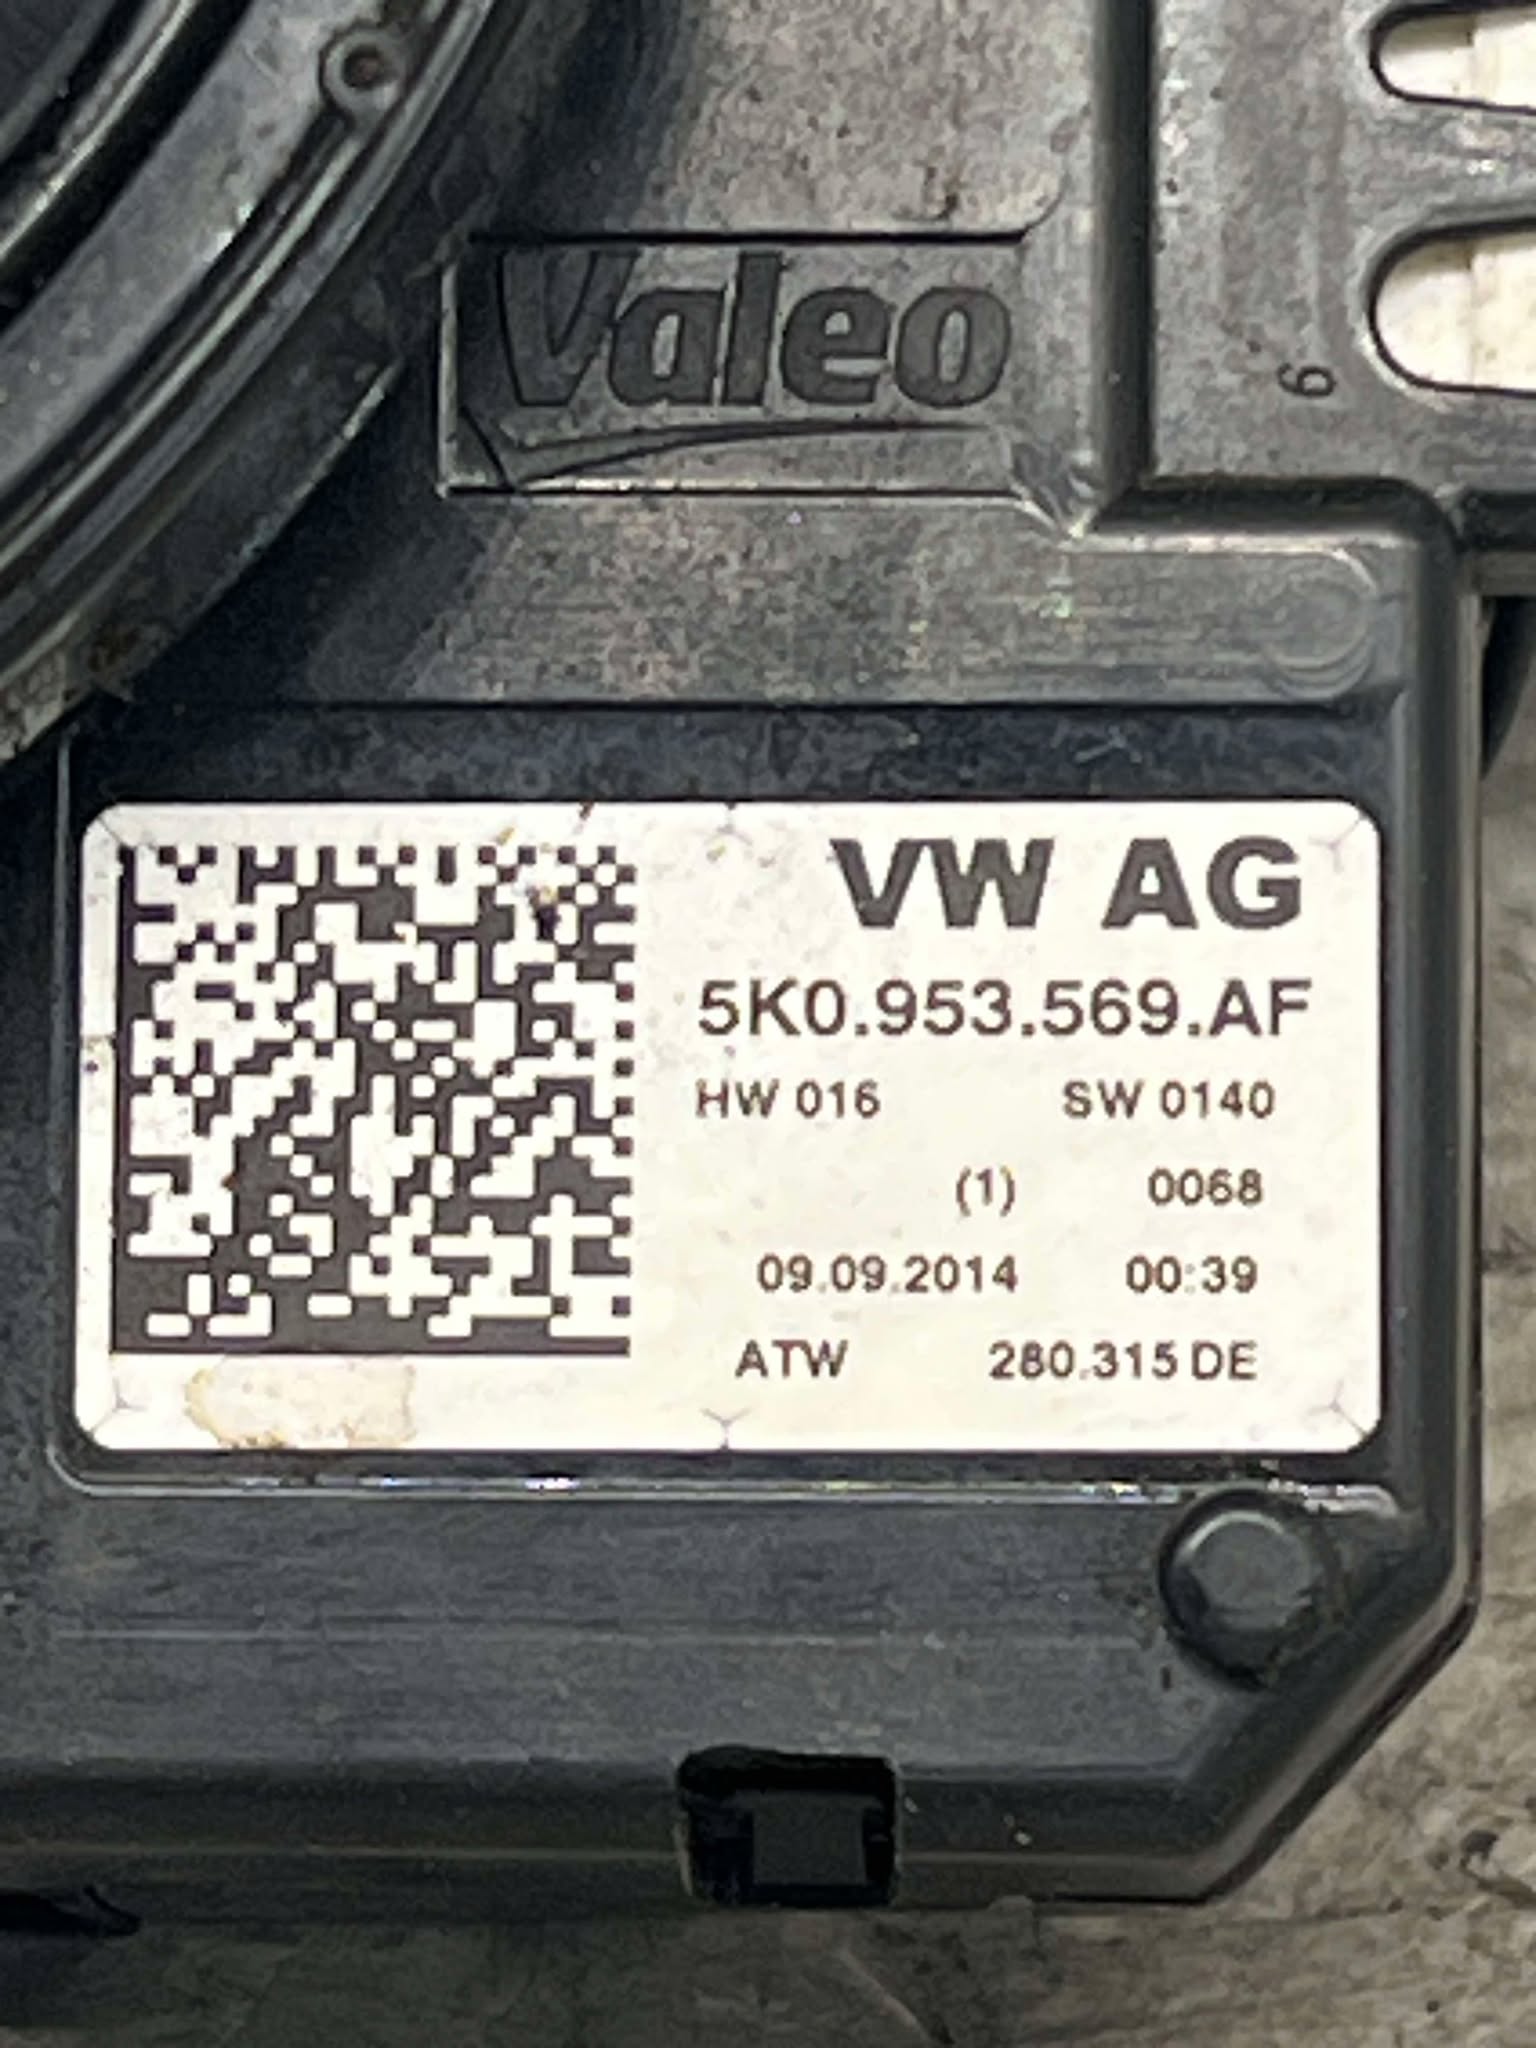 Valeo
6
VW AG
5K0.953.569.AF
HW 016 SW 0140
(1) 0068
09.09.2014 00:39
ATW 280.315 DE